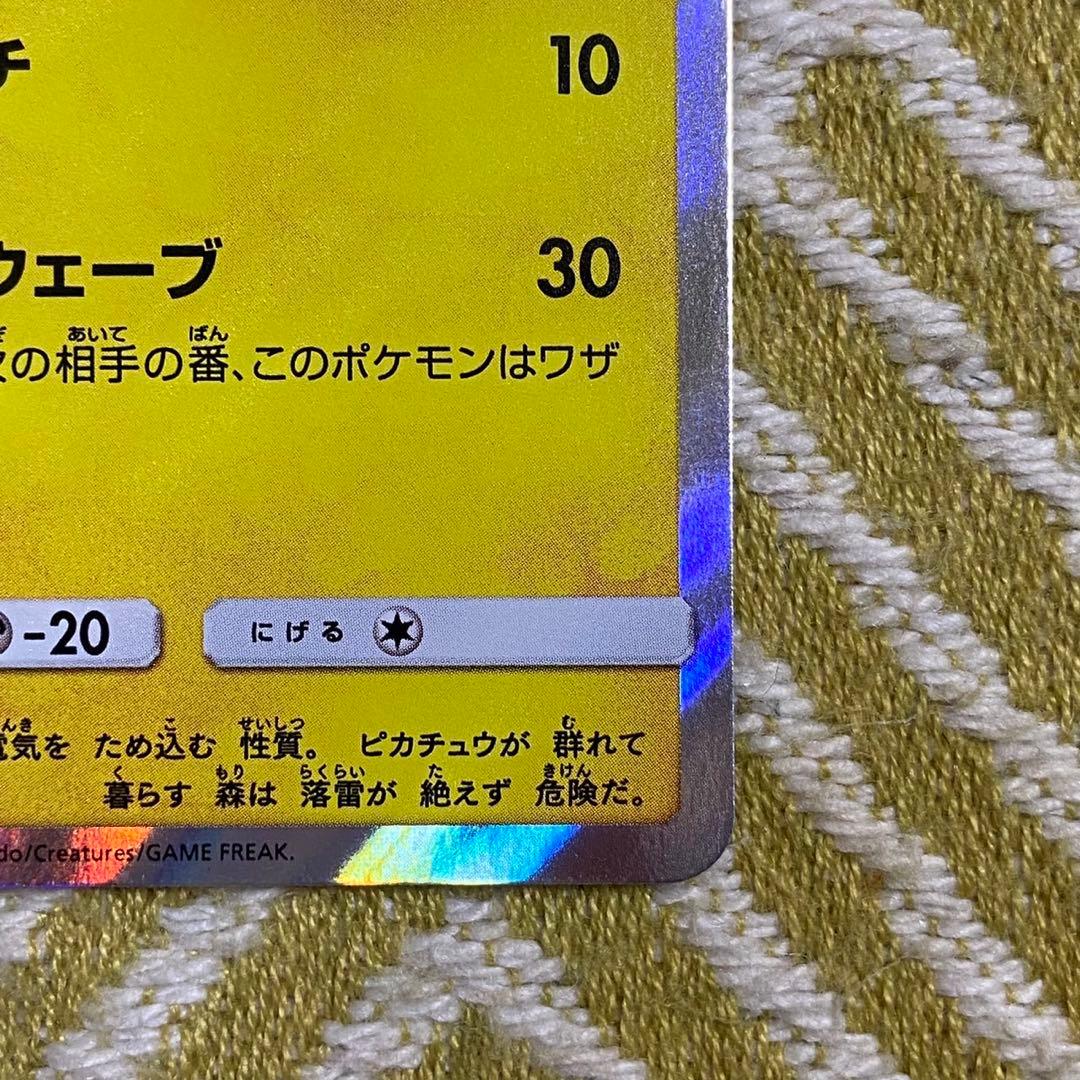 チ 10
ウェーブ 30
の相手の番、このポケモンはワザ
-20 にげる
電気を ため込む 性質。 ピカチュウが 群れて
暮らす 森は 落雷が 絶えず 危険だ。
do/Creatures/GAME FREAK.